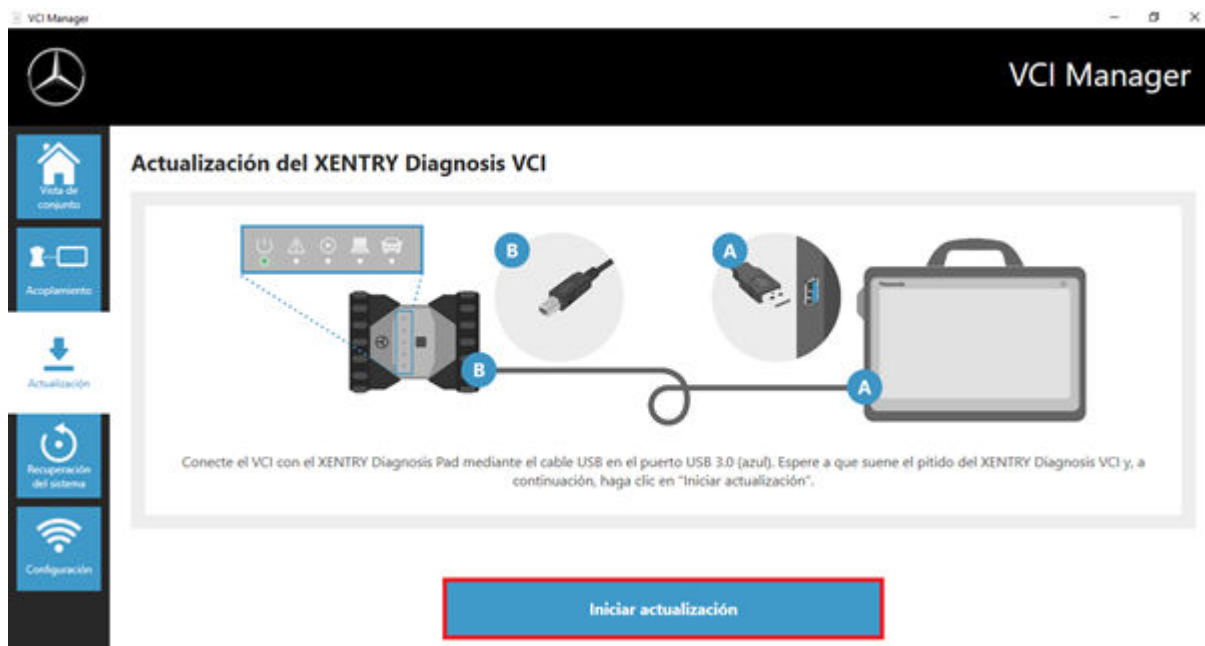 VCI Manager
VCI Manager
Vista de
conjunto
Acoplamiento
Actualización
Recuperación
del sistema
Configuración
Actualización del XENTRY Diagnosis VCI
B
A
B
A
Conecte el VCI con el XENTRY Diagnosis Pad mediante el cable USB en el puerto USB 3.0 (azul). Espere a que suene el pitido del XENTRY Diagnosis VCI y, a
continuación, haga clic en "Iniciar actualización".
Iniciar actualización